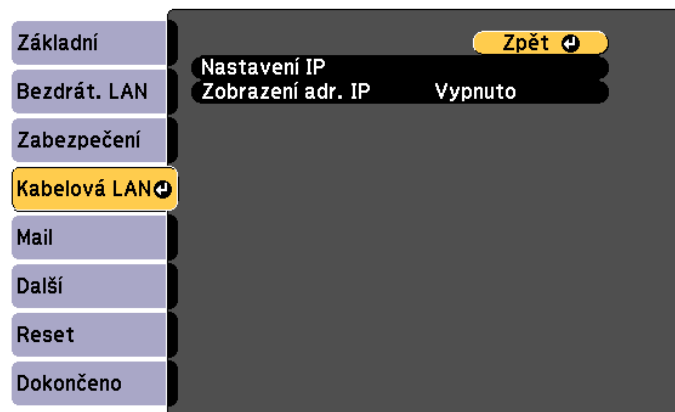 Základní
Bezdrát. LAN
Zabezpečení
Kabelová LAN
Mail
Další
Reset
Dokončeno
Zpět
Nastavení IP
Zobrazení adr. IP Vypnuto